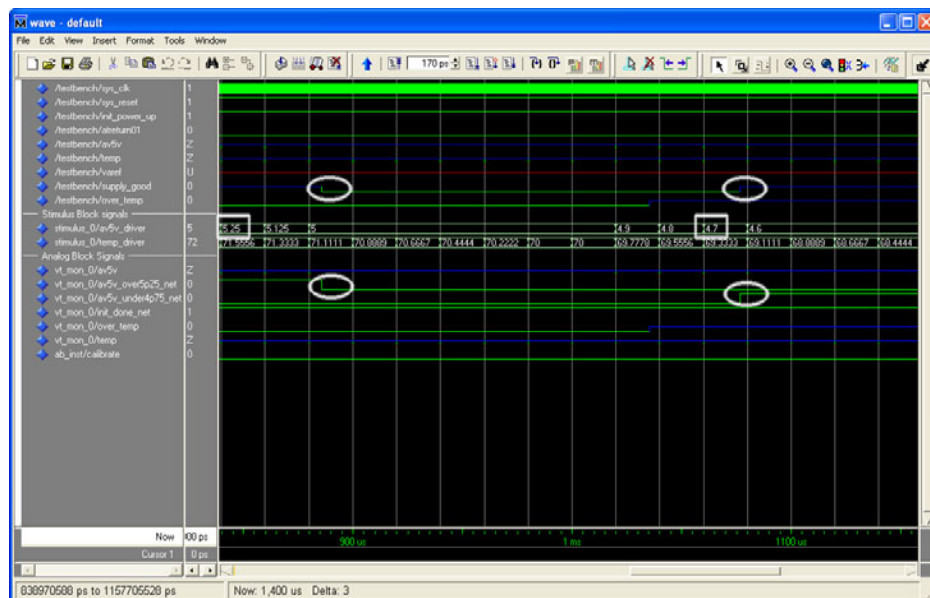 wave - default
File Edit View Insert Format Tools Window
170 ps
/testbench/sys_clk 1
/testbench/sys_reset 1
/testbench/init_power_up 1
/testbench/atreturn01 0
/testbench/av5v Z
/testbench/temp Z
/testbench/varef U
/testbench/supply_good 0
/testbench/over_temp 0
Stimulus Block signals
stimulus_0/av5v_driver 5 5.25 5.125 5 4.9 4.8 4.7 4.6
stimulus_0/temp_driver 72 71.5556 71.3333 71.1111 70.8889 70.6667 70.4444 70.2222 70 70 69.7778 69.5556 69.3333 69.1111 68.8889 68.6667 68.4444
Analog Block Signals
vt_mon_0/av5v Z
vt_mon_0/av5v_over5p25_net 0
vt_mon_0/av5v_under4p75_net 0
vt_mon_0/init_done_net 1
vt_mon_0/over_temp 0
vt_mon_0/temp Z
ab_inst/calibrate 0
Now 00 ps 900 us 1 ms 1100 us
Cursor 1 0 ps
838970588 ps to 1157705528 ps Now: 1,400 us Delta: 3